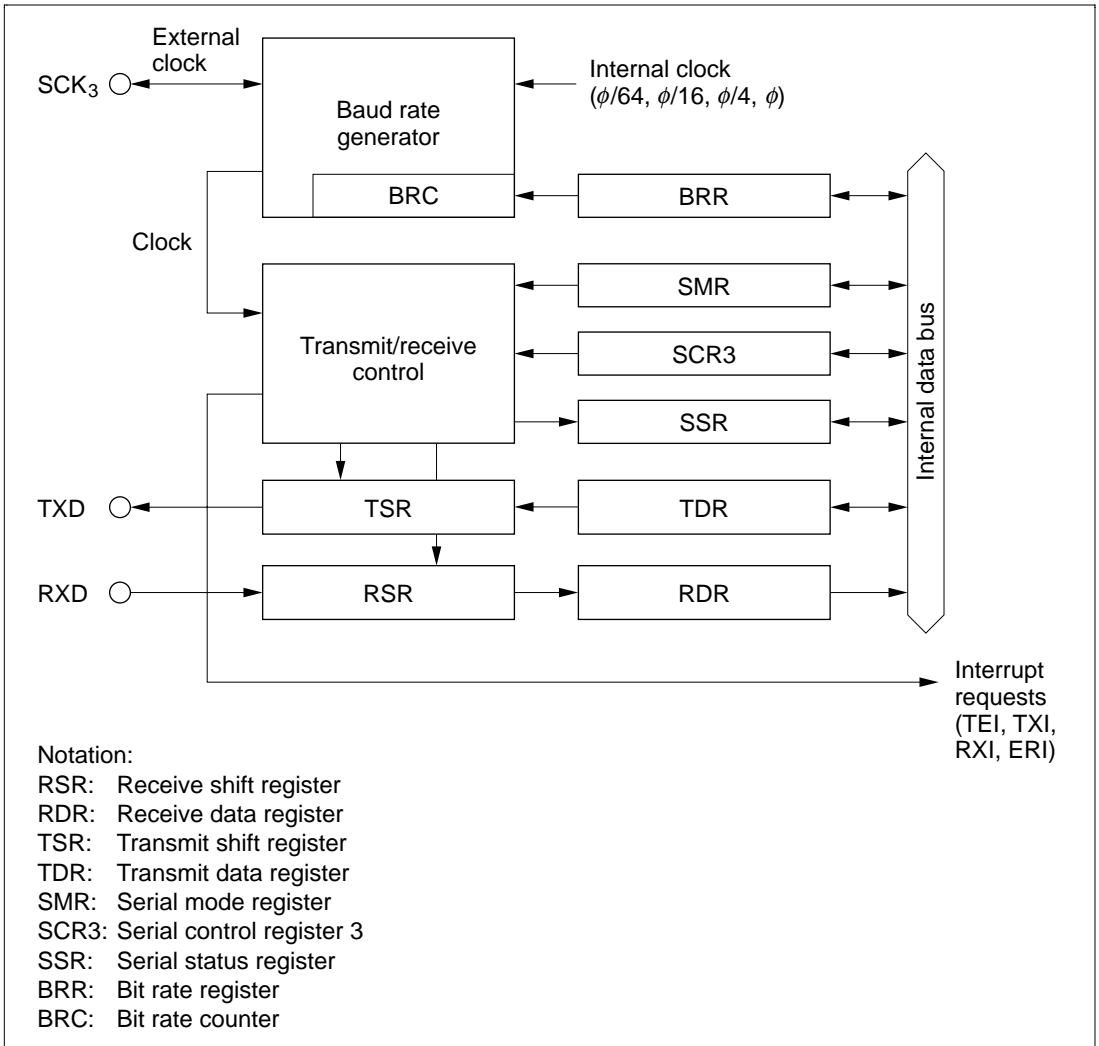 External
clock
SCK3
Internal clock
(ϕ/64, ϕ/16, ϕ/4, ϕ)
Baud rate
generator
BRC
BRR
Clock
SMR
Transmit/receive
control
SCR3
SSR
Internal data bus
TXD
TSR
TDR
RXD
RSR
RDR
Interrupt
requests
(TEI, TXI,
RXI, ERI)
Notation:
RSR: Receive shift register
RDR: Receive data register
TSR: Transmit shift register
TDR: Transmit data register
SMR: Serial mode register
SCR3: Serial control register 3
SSR: Serial status register
BRR: Bit rate register
BRC: Bit rate counter